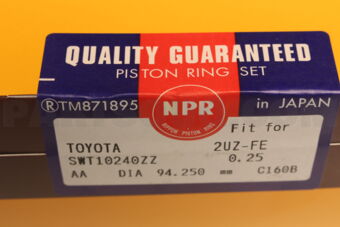 QUALITY GUARANTEED
PISTON RING SET
®TM871895 in JAPAN
NPR
NIPPON PISTON RING
Fit for
TOYOTA 2UZ-FE
SWT10240ZZ 0.25
AA DIA 94.250 mm C160B